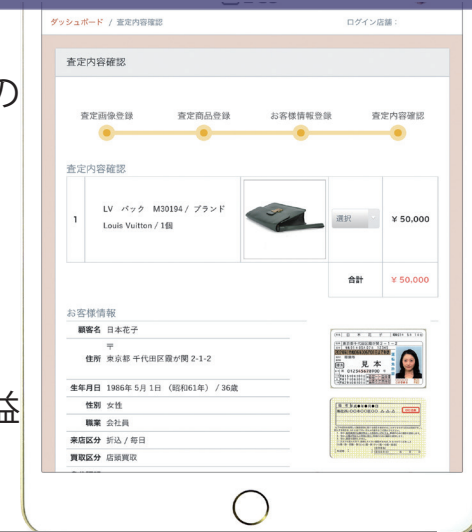 ダッシュボード / 査定内容確認
ログイン店舗：
査定内容確認
の
査定画像登録 査定商品登録 お客様情報登録 査定内容確認
査定内容確認
1
LV バック M30194 / ブランド
Louis Vuitton / 1個
選択
¥ 50,000
合計
¥ 50.000
お客様情報
顧客名 日本花子
〒
住所 東京都 千代田区霞が関 2-1-2
見本
益
生年月日 1986年 5月 1日 （昭和61年） / 36歳
性別 女性
職業 会社員
来店区分 折込 / 毎日
買取区分 店頭買取